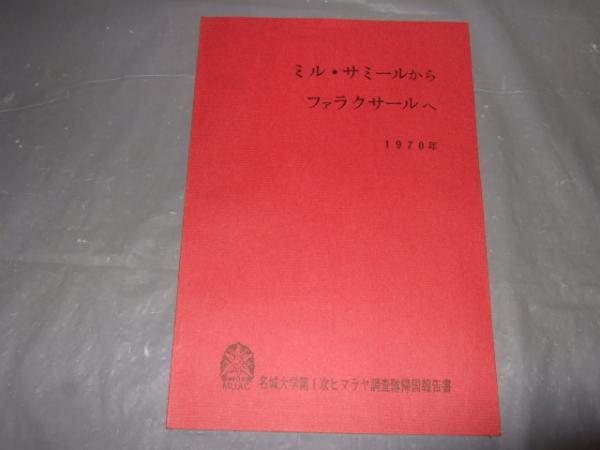 ミル・サミールから
ファラクサールへ
1970年
MUAC
名城大学第1次ヒマラヤ調査隊帰国報告書